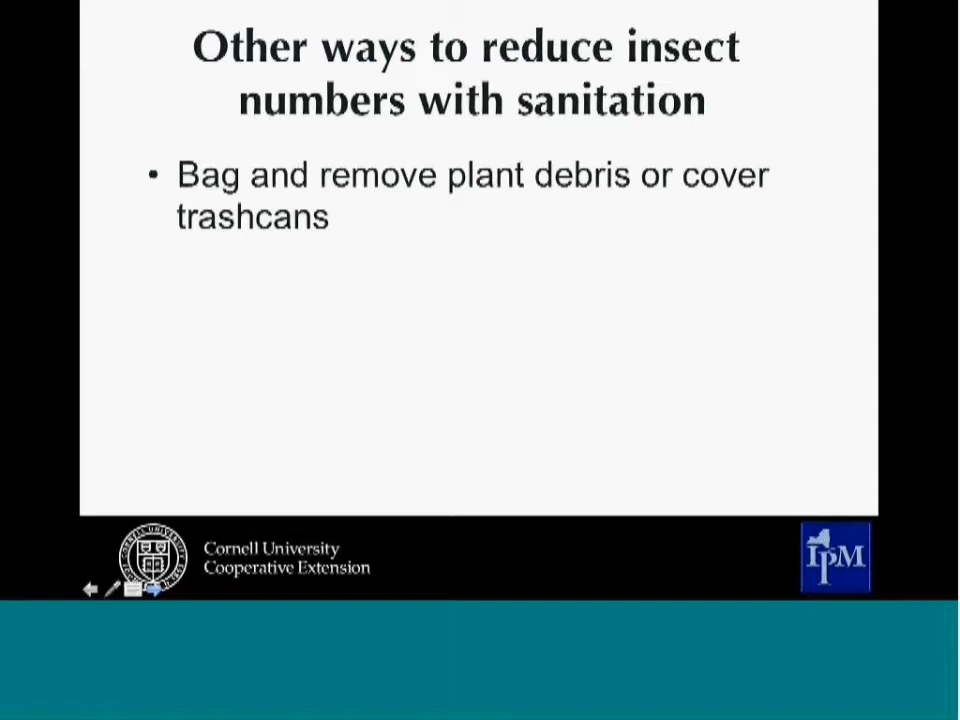 Other ways to reduce insect
numbers with sanitation
• Bag and remove plant debris or cover
trashcans
Cornell University
Cooperative Extension
IPM